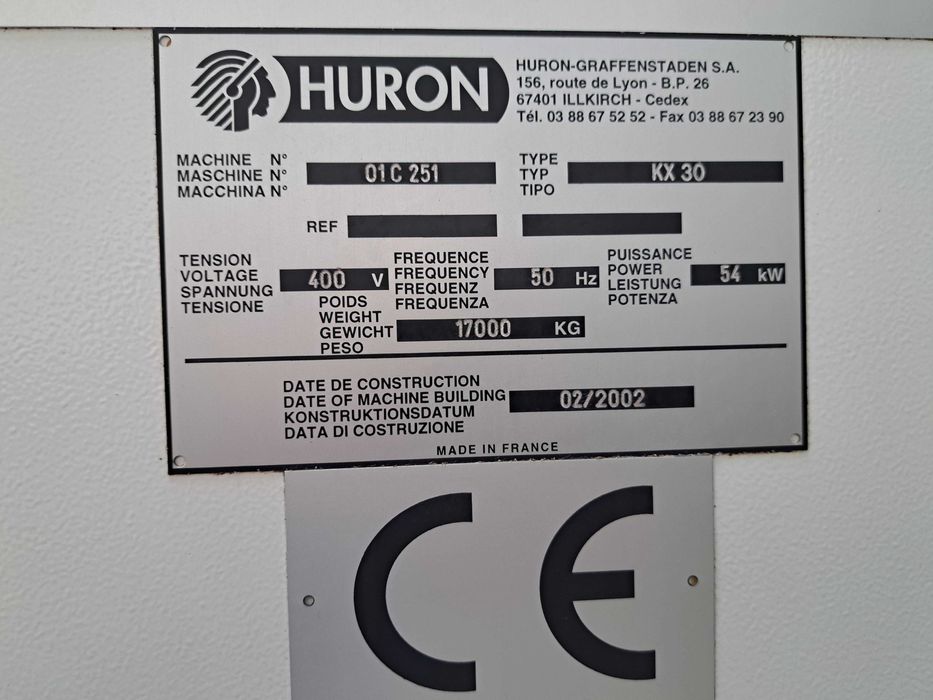 HURON
HURON-GRAFFENSTADEN S.A.
156, route de Lyon - B.P. 26
67401 ILLKIRCH - Cedex
Tél. 03 88 67 52 52 - Fax 03 88 67 23 90
MACHINE N°
MASCHINE N° 01C 251
MACCHINA N°
TYPE
TYP KX 30
TIPO
REF
TENSION
VOLTAGE 400 V
SPANNUNG
TENSIONE
FREQUENCE
FREQUENCY 50 Hz
FREQUENZ
FREQUENZA
PUISSANCE
POWER 54 kW
LEISTUNG
POTENZA
POIDS
WEIGHT
GEWICHT 17000 KG
PESO
DATE DE CONSTRUCTION
DATE OF MACHINE BUILDING 02/2002
KONSTRUKTIONSDATUM
DATA DI COSTRUZIONE
MADE IN FRANCE
CE